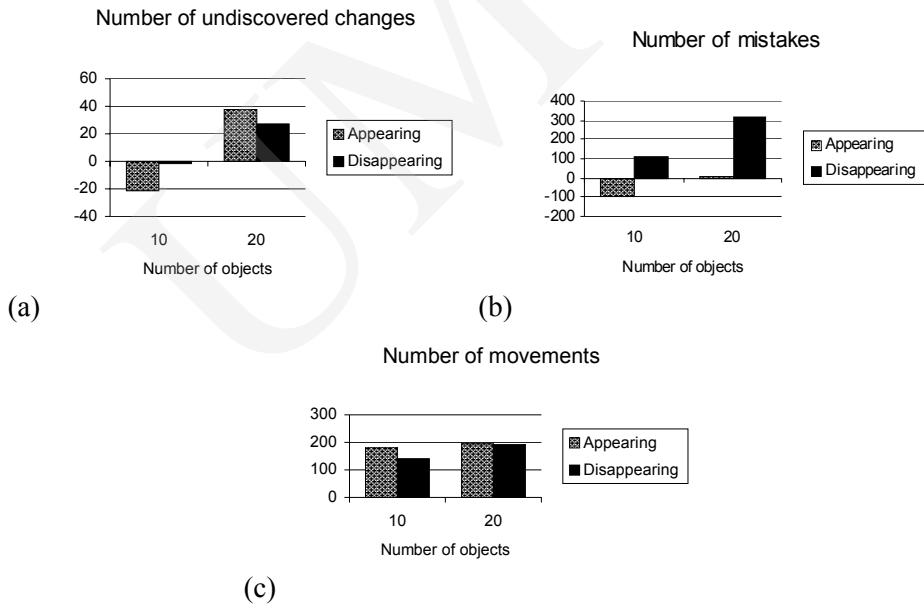 Number of undiscovered changes
60
40
20
0
-20
-40
10 20
Number of objects
Appearing
Disappearing
(a)
Number of mistakes
400
300
200
100
0
-100
-200
10 20
Number of objects
Appearing
Disappearing
(b)
Number of movements
300
200
100
0
10 20
Number of objects
Appearing
Disappearing
(c)
UM